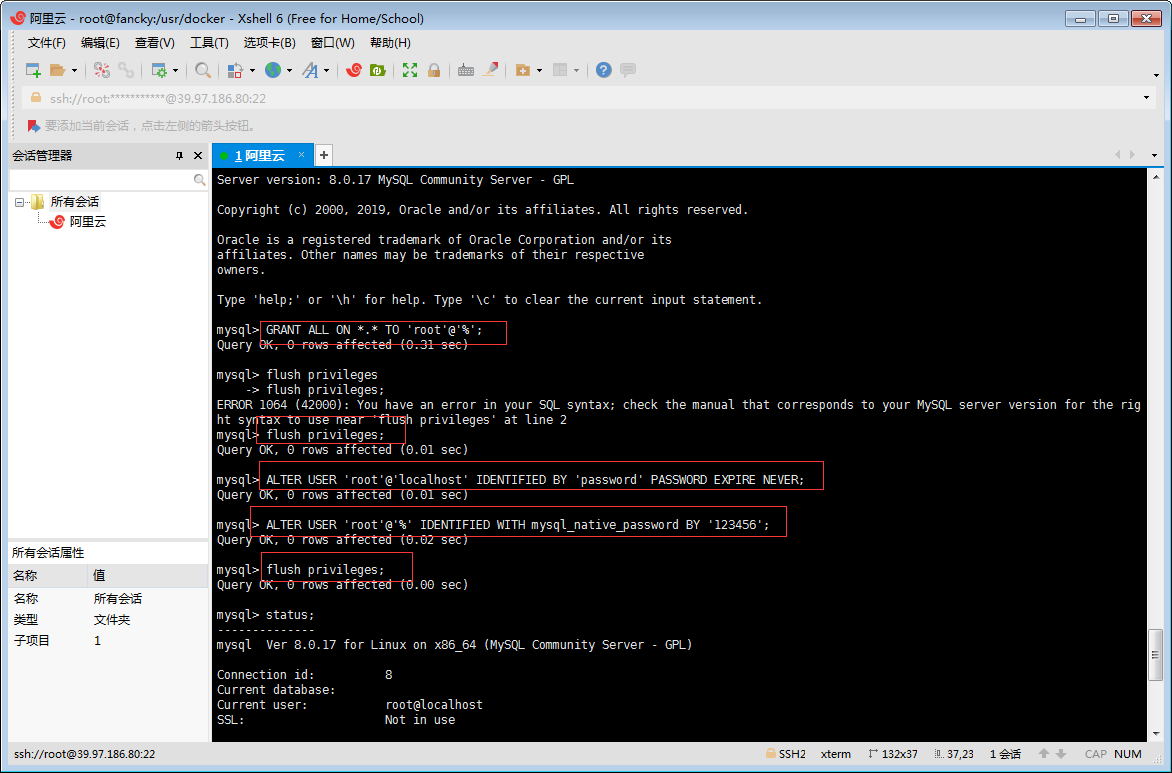 阿里云 - root@fancky:/usr/docker - Xshell 6 (Free for Home/School)
文件(F) 编辑(E) 查看(V) 工具(T) 选项卡(B) 窗口(W) 帮助(H)
ssh://root:***********@39.97.186.80:22
要添加当前会话，点击左侧的箭头按钮。
会话管理器
所有会话
阿里云
所有会话属性
名称 值
名称 所有会话
类型 文件夹
子项目 1
1 阿里云
Server version: 8.0.17 MySQL Community Server - GPL
Copyright (c) 2000, 2019, Oracle and/or its affiliates. All rights reserved.
Oracle is a registered trademark of Oracle Corporation and/or its
affiliates. Other names may be trademarks of their respective
owners.
Type 'help;' or '\h' for help. Type '\c' to clear the current input statement.
mysql> GRANT ALL ON *.* TO 'root'@'%';
Query OK, 0 rows affected (0.31 sec)
mysql> flush privileges
    -> flush privileges;
ERROR 1064 (42000): You have an error in your SQL syntax; check the manual that corresponds to your MySQL server version for the rig
ht syntax to use near 'flush privileges' at line 2
mysql> flush privileges;
Query OK, 0 rows affected (0.01 sec)
mysql> ALTER USER 'root'@'localhost' IDENTIFIED BY 'password' PASSWORD EXPIRE NEVER;
Query OK, 0 rows affected (0.01 sec)
mysql> ALTER USER 'root'@'%' IDENTIFIED WITH mysql_native_password BY '123456';
Query OK, 0 rows affected (0.02 sec)
mysql> flush privileges;
Query OK, 0 rows affected (0.00 sec)
mysql> status;
--------------
mysql  Ver 8.0.17 for Linux on x86_64 (MySQL Community Server - GPL)
Connection id: 8
Current database:
Current user: root@localhost
SSL: Not in use
ssh://root@39.97.186.80:22 SSH2 xterm 132x37 37,23 1 会话 CAP NUM